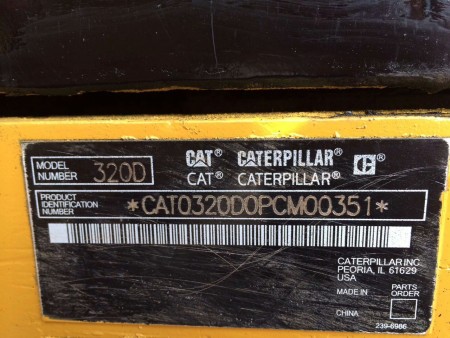 MODEL NUMBER 320D
CAT® CATERPILLAR® C®
CAT® CATERPILLAR®
PRODUCT IDENTIFICATION NUMBER *CAT0320D0PCM00351*
CATERPILLAR INC.
PEORIA, IL 61629
USA
MADE IN PARTS ORDER
CHINA
239-6986